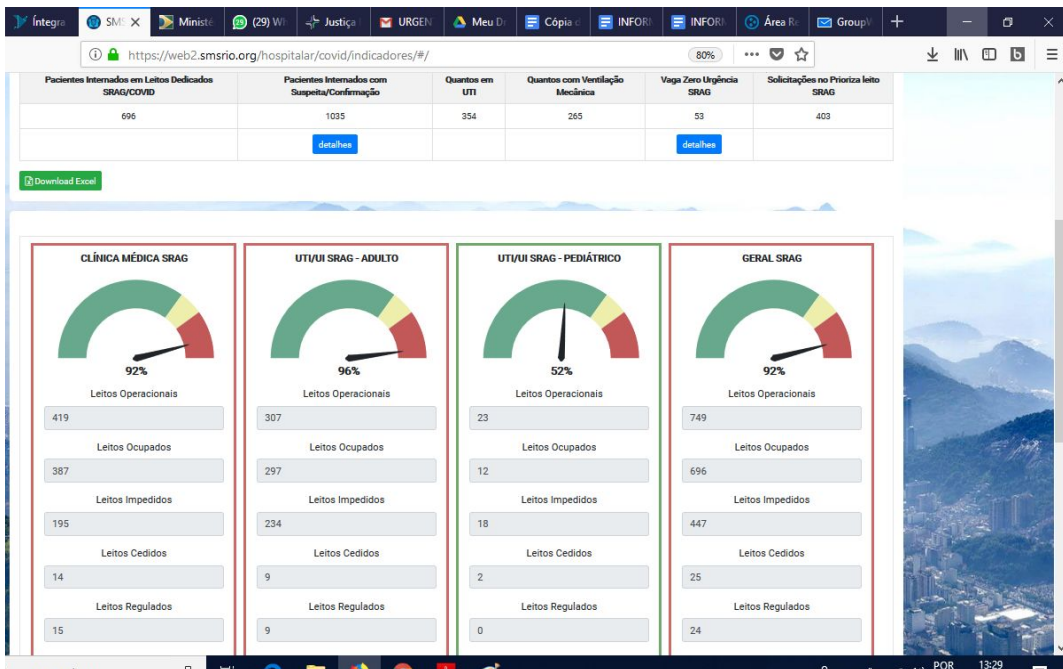 Íntegra
SMS
Ministé
(29) Wh
Justiça
URGEN
Meu Dr
Cópia d
INFOR
INFOR
Área Re
GroupW
https://web2.smsrio.org/hospitalar/covid/indicadores/#/
80%
Pacientes Internados em Leitos Dedicados SRAG/COVID
Pacientes Internados com Suspeita/Confirmação
Quantos em UTI
Quantos com Ventilação Mecânica
Vaga Zero Urgência SRAG
Solicitações no Prioriza leito SRAG
696 1035 354 265 53 403
detalhes detalhes
Download Excel
CLÍNICA MÉDICA SRAG
92%
Leitos Operacionais
419
Leitos Ocupados
387
Leitos Impedidos
195
Leitos Cedidos
14
Leitos Regulados
15
UTI/UI SRAG - ADULTO
96%
Leitos Operacionais
307
Leitos Ocupados
297
Leitos Impedidos
234
Leitos Cedidos
9
Leitos Regulados
9
UTI/UI SRAG - PEDIÁTRICO
52%
Leitos Operacionais
23
Leitos Ocupados
12
Leitos Impedidos
18
Leitos Cedidos
2
Leitos Regulados
0
GERAL SRAG
92%
Leitos Operacionais
749
Leitos Ocupados
696
Leitos Impedidos
447
Leitos Cedidos
25
Leitos Regulados
24
POR
13:29